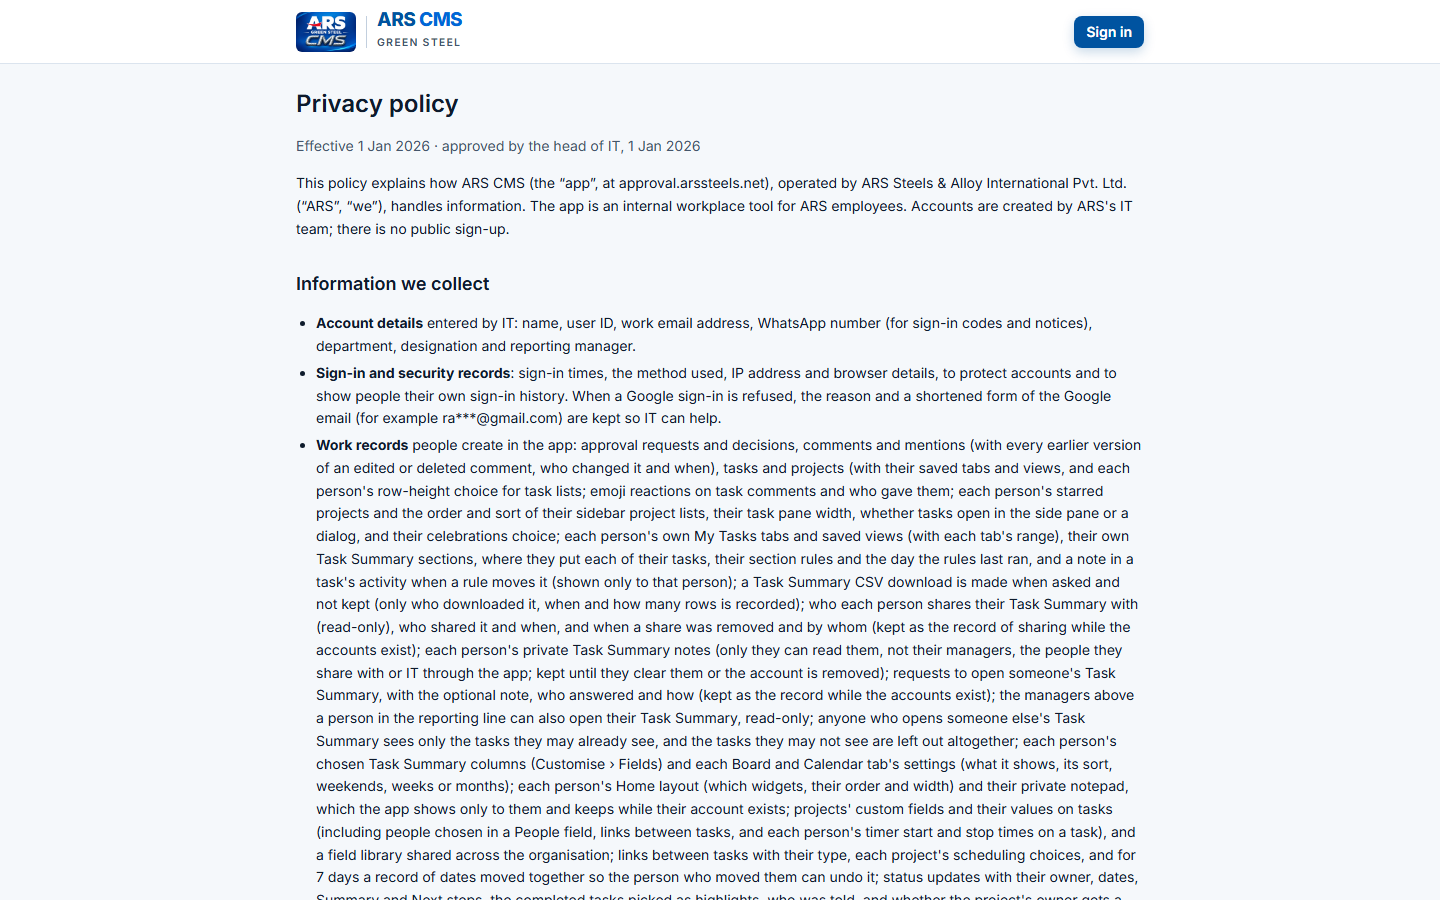 ARS
GREEN STEEL
CMS
ARS CMS
GREEN STEEL
Sign in
Privacy policy
Effective 1 Jan 2026 · approved by the head of IT, 1 Jan 2026
This policy explains how ARS CMS (the “app”, at approval.arssteels.net), operated by ARS Steels & Alloy International Pvt. Ltd.
(“ARS”, “we”), handles information. The app is an internal workplace tool for ARS employees. Accounts are created by ARS's IT
team; there is no public sign-up.
Information we collect
• Account details entered by IT: name, user ID, work email address, WhatsApp number (for sign-in codes and notices),
department, designation and reporting manager.
• Sign-in and security records: sign-in times, the method used, IP address and browser details, to protect accounts and to
show people their own sign-in history. When a Google sign-in is refused, the reason and a shortened form of the Google
email (for example ra***@gmail.com) are kept so IT can help.
• Work records people create in the app: approval requests and decisions, comments and mentions (with every earlier version
of an edited or deleted comment, who changed it and when), tasks and projects (with their saved tabs and views, and each
person's row-height choice for task lists; emoji reactions on task comments and who gave them; each person's starred
projects and the order and sort of their sidebar project lists, their task pane width, whether tasks open in the side pane or a
dialog, and their celebrations choice; each person's own My Tasks tabs and saved views (with each tab's range), their own
Task Summary sections, where they put each of their tasks, their section rules and the day the rules last ran, and a note in a
task's activity when a rule moves it (shown only to that person); a Task Summary CSV download is made when asked and
not kept (only who downloaded it, when and how many rows is recorded); who each person shares their Task Summary with
(read-only), who shared it and when, and when a share was removed and by whom (kept as the record of sharing while the
accounts exist); each person's private Task Summary notes (only they can read them, not their managers, the people they
share with or IT through the app; kept until they clear them or the account is removed); requests to open someone's Task
Summary, with the optional note, who answered and how (kept as the record while the accounts exist); the managers above
a person in the reporting line can also open their Task Summary, read-only; anyone who opens someone else's Task
Summary sees only the tasks they may already see, and the tasks they may not see are left out altogether; each person's
chosen Task Summary columns (Customise › Fields) and each Board and Calendar tab's settings (what it shows, its sort,
weekends, weeks or months); each person's Home layout (which widgets, their order and width) and their private notepad,
which the app shows only to them and keeps while their account exists; projects' custom fields and their values on tasks
(including people chosen in a People field, links between tasks, and each person's timer start and stop times on a task), and
a field library shared across the organisation; links between tasks with their type, each project's scheduling choices, and for
7 days a record of dates moved together so the person who moved them can undo it; status updates with their owner, dates,
Summary and Next steps, the completed tasks picked as highlights, who was told, and whether the project's owner gets a